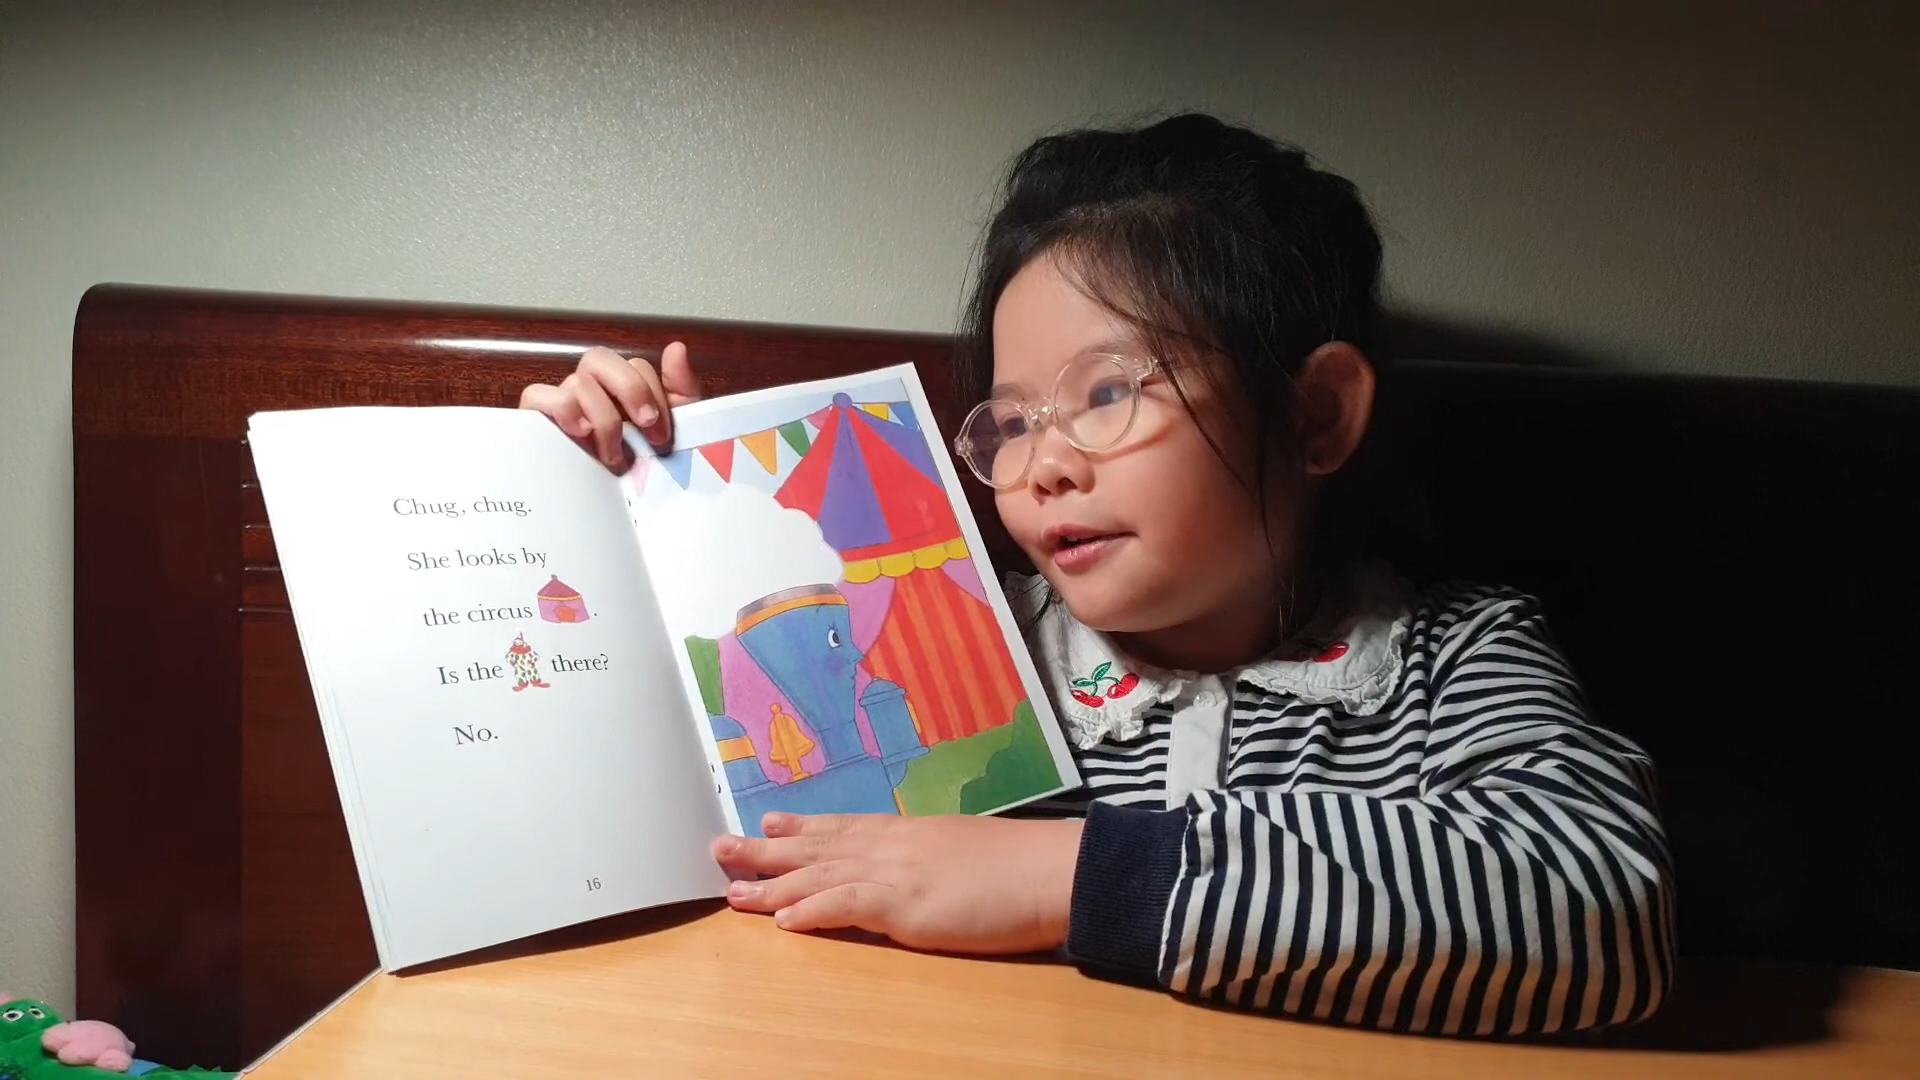 Chug, chug.
She looks by
the circus .
Is the there?
No.
16